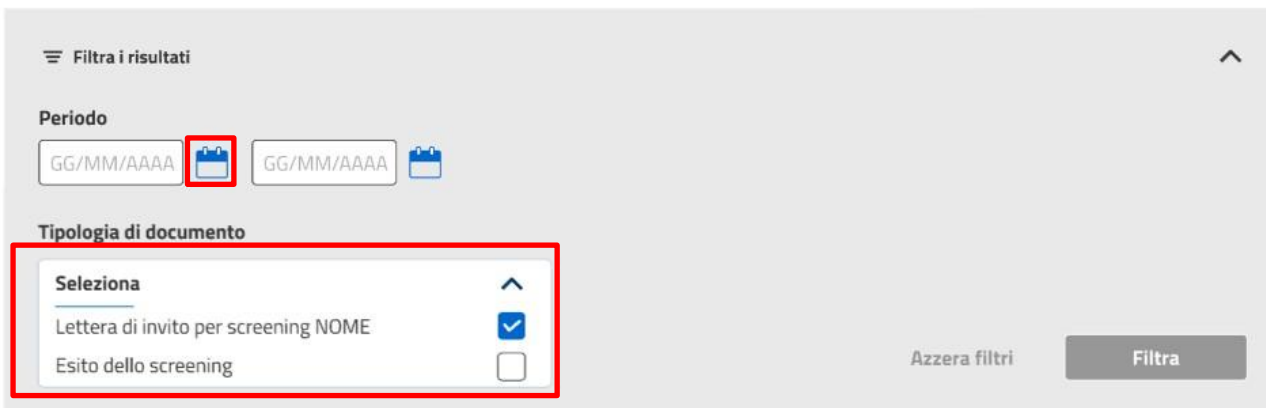 Filtra i risultati
Periodo
GG/MM/AAAA GG/MM/AAAA
Tipologia di documento
Seleziona
Lettera di invito per screening NOME
Esito dello screening
Azzera filtri Filtra